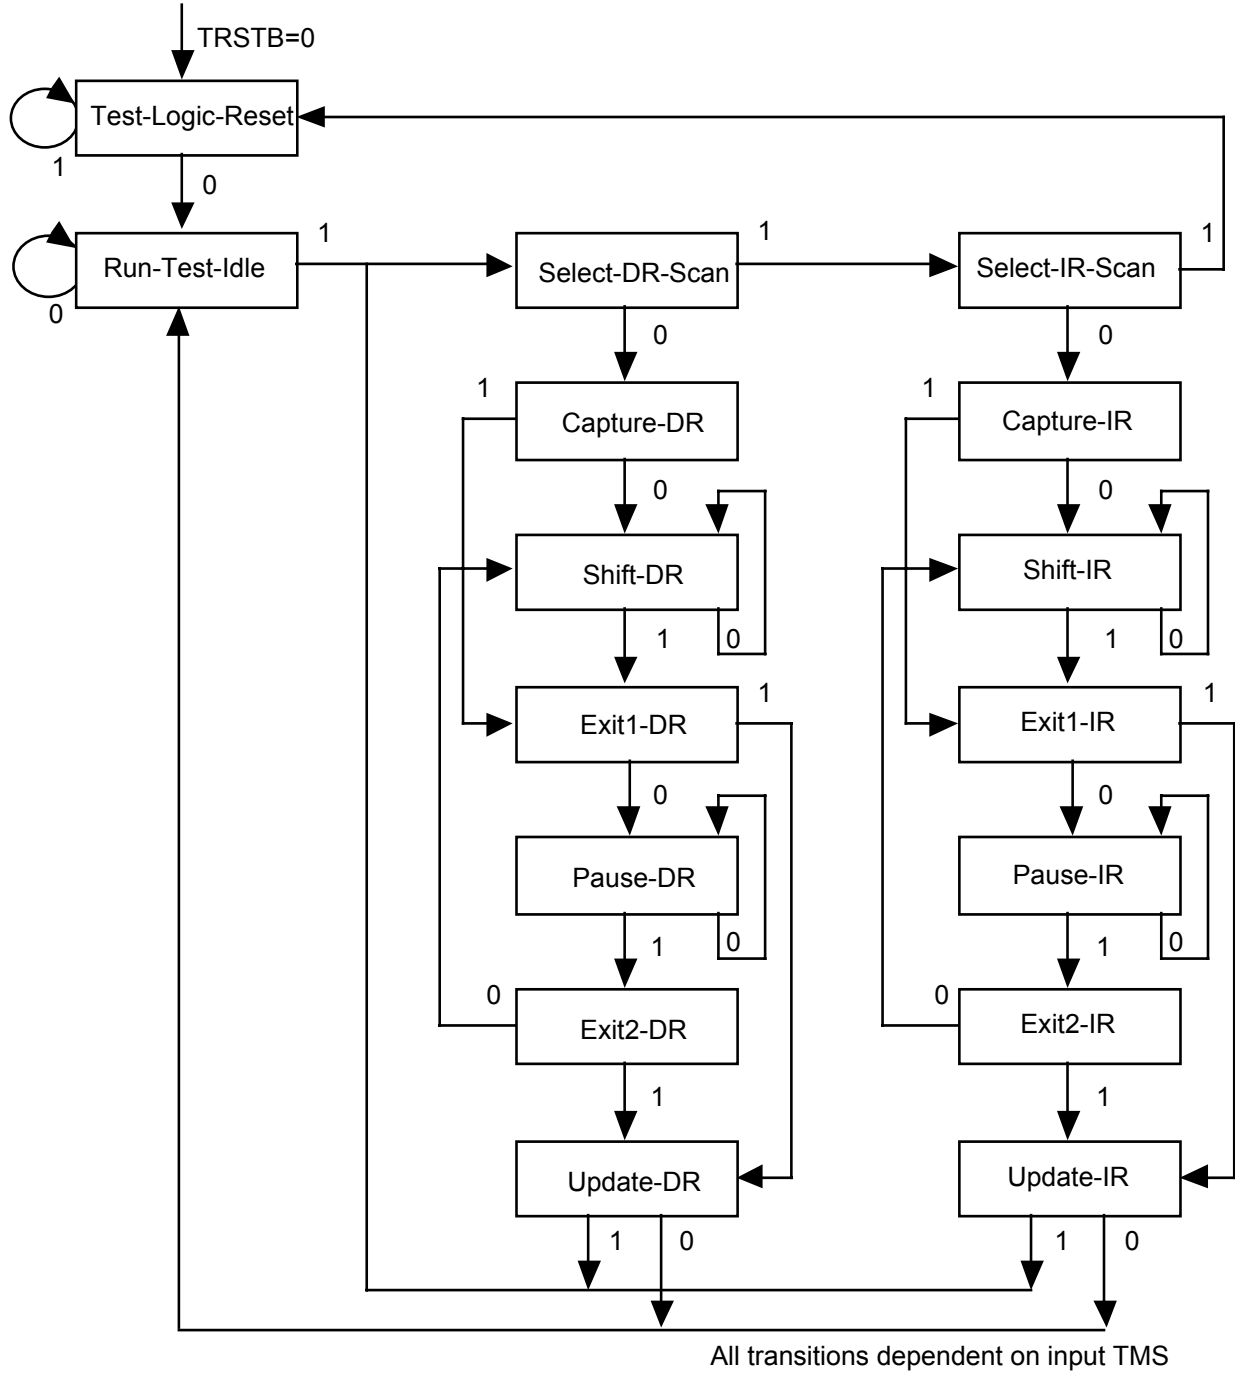 TRSTB=0
Test-Logic-Reset
1
0
1
1
1
Run-Test-Idle
Select-DR-Scan
Select-IR-Scan
0
0
0
1
1
Capture-DR
Capture-IR
0
0
Shift-DR
Shift-IR
1
0
1
0
1
1
Exit1-DR
Exit1-IR
0
0
Pause-DR
Pause-IR
1
0
1
0
0
0
Exit2-DR
Exit2-IR
1
1
Update-DR
Update-IR
1
0
1
0
All transitions dependent on input TMS